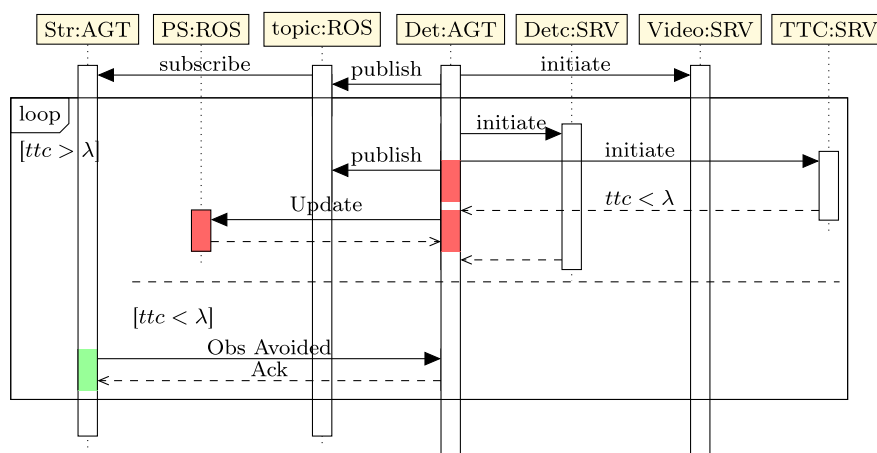 Str:AGT PS:ROS topic:ROS Det:AGT Detc:SRV Video:SRV TTC:SRV
subscribe publish initiate
loop
initiate
[ttc > λ] publish initiate
Update ttc < λ
[ttc < λ]
Obs Avoided
Ack